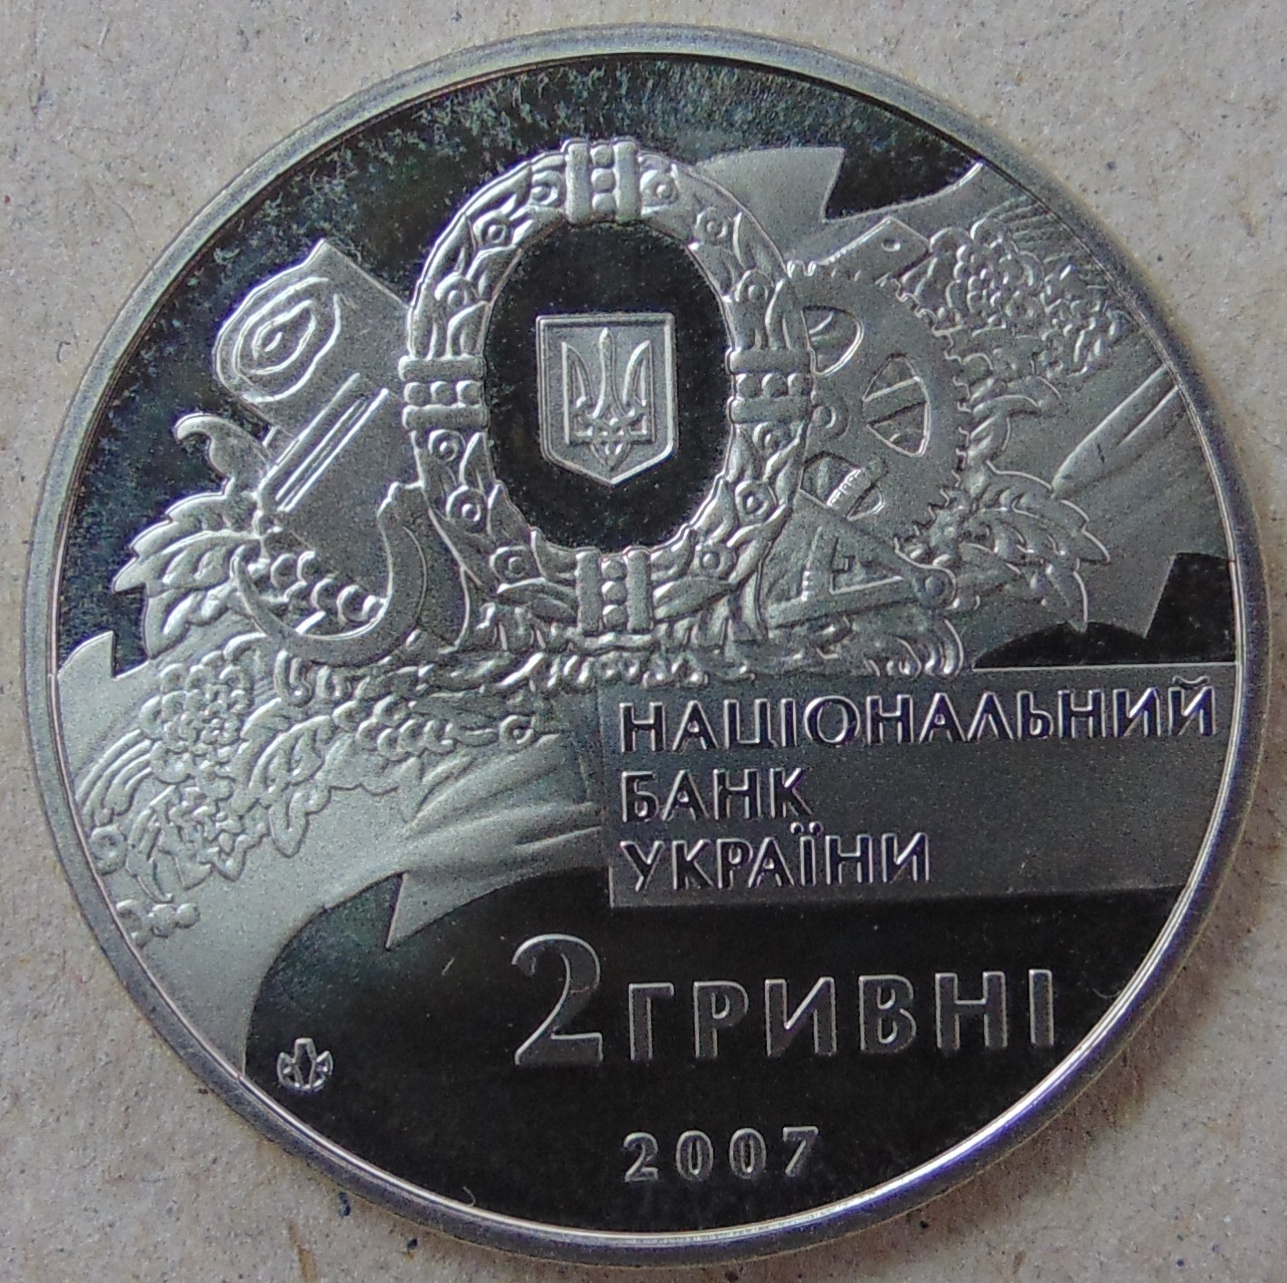 НАЦІОНАЛЬНИЙ
БАНК
УКРАЇНИ
2 ГРИВНІ
2007